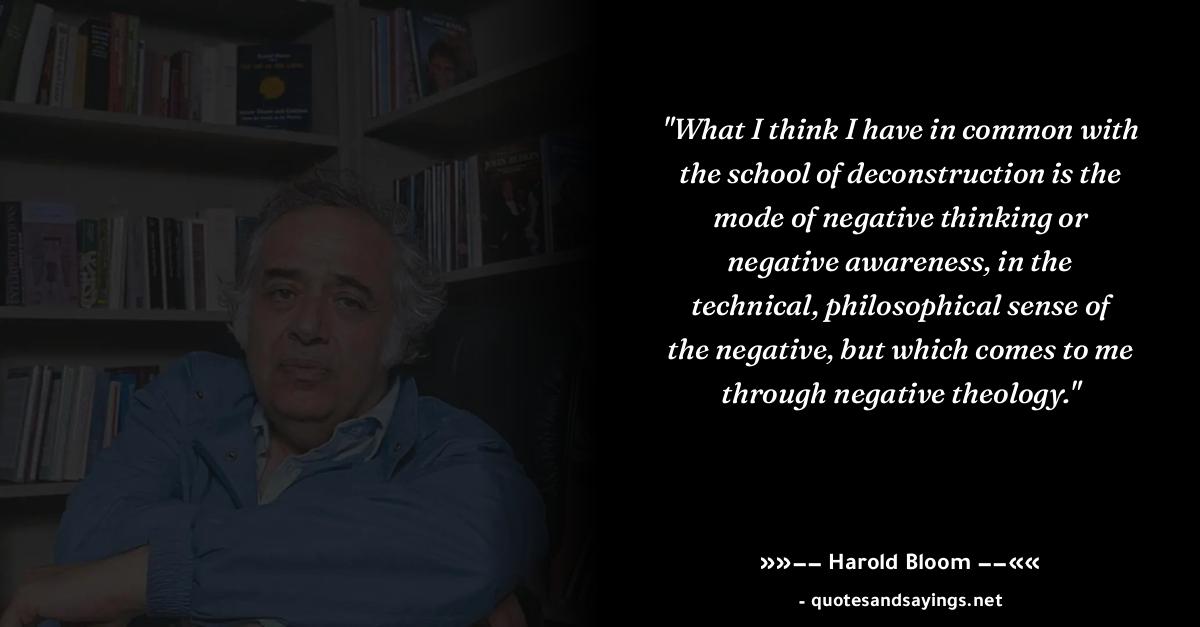 "What I think I have in common with
the school of deconstruction is the
mode of negative thinking or
negative awareness, in the
technical, philosophical sense of
the negative, but which comes to me
through negative theology."
»»–– Harold Bloom ––««
- quotesandsayings.net